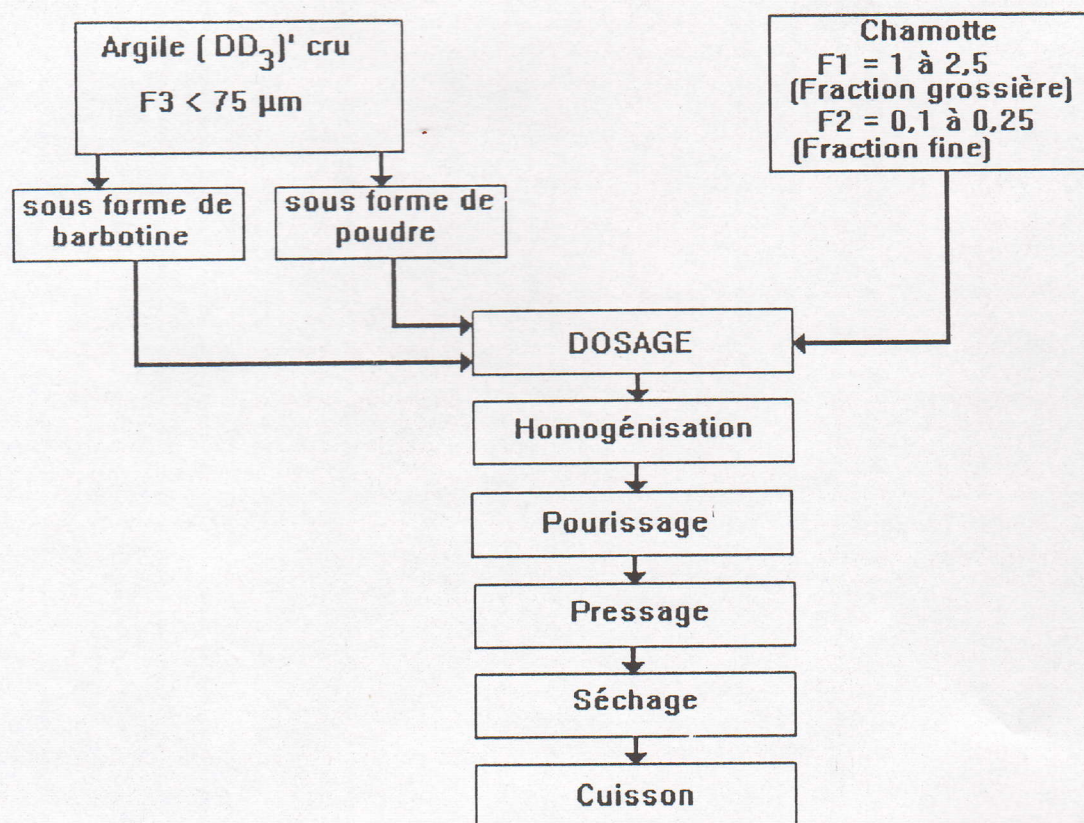 Argile ( DD3)' cru
F3 < 75 µm
Chamotte
F1 = 1 à 2,5
(Fraction grossière)
F2 = 0,1 à 0,25
(Fraction fine)
sous forme de
barbotine
sous forme de
poudre
DOSAGE
Homogénisation
Pourissage
Pressage
Séchage
Cuisson